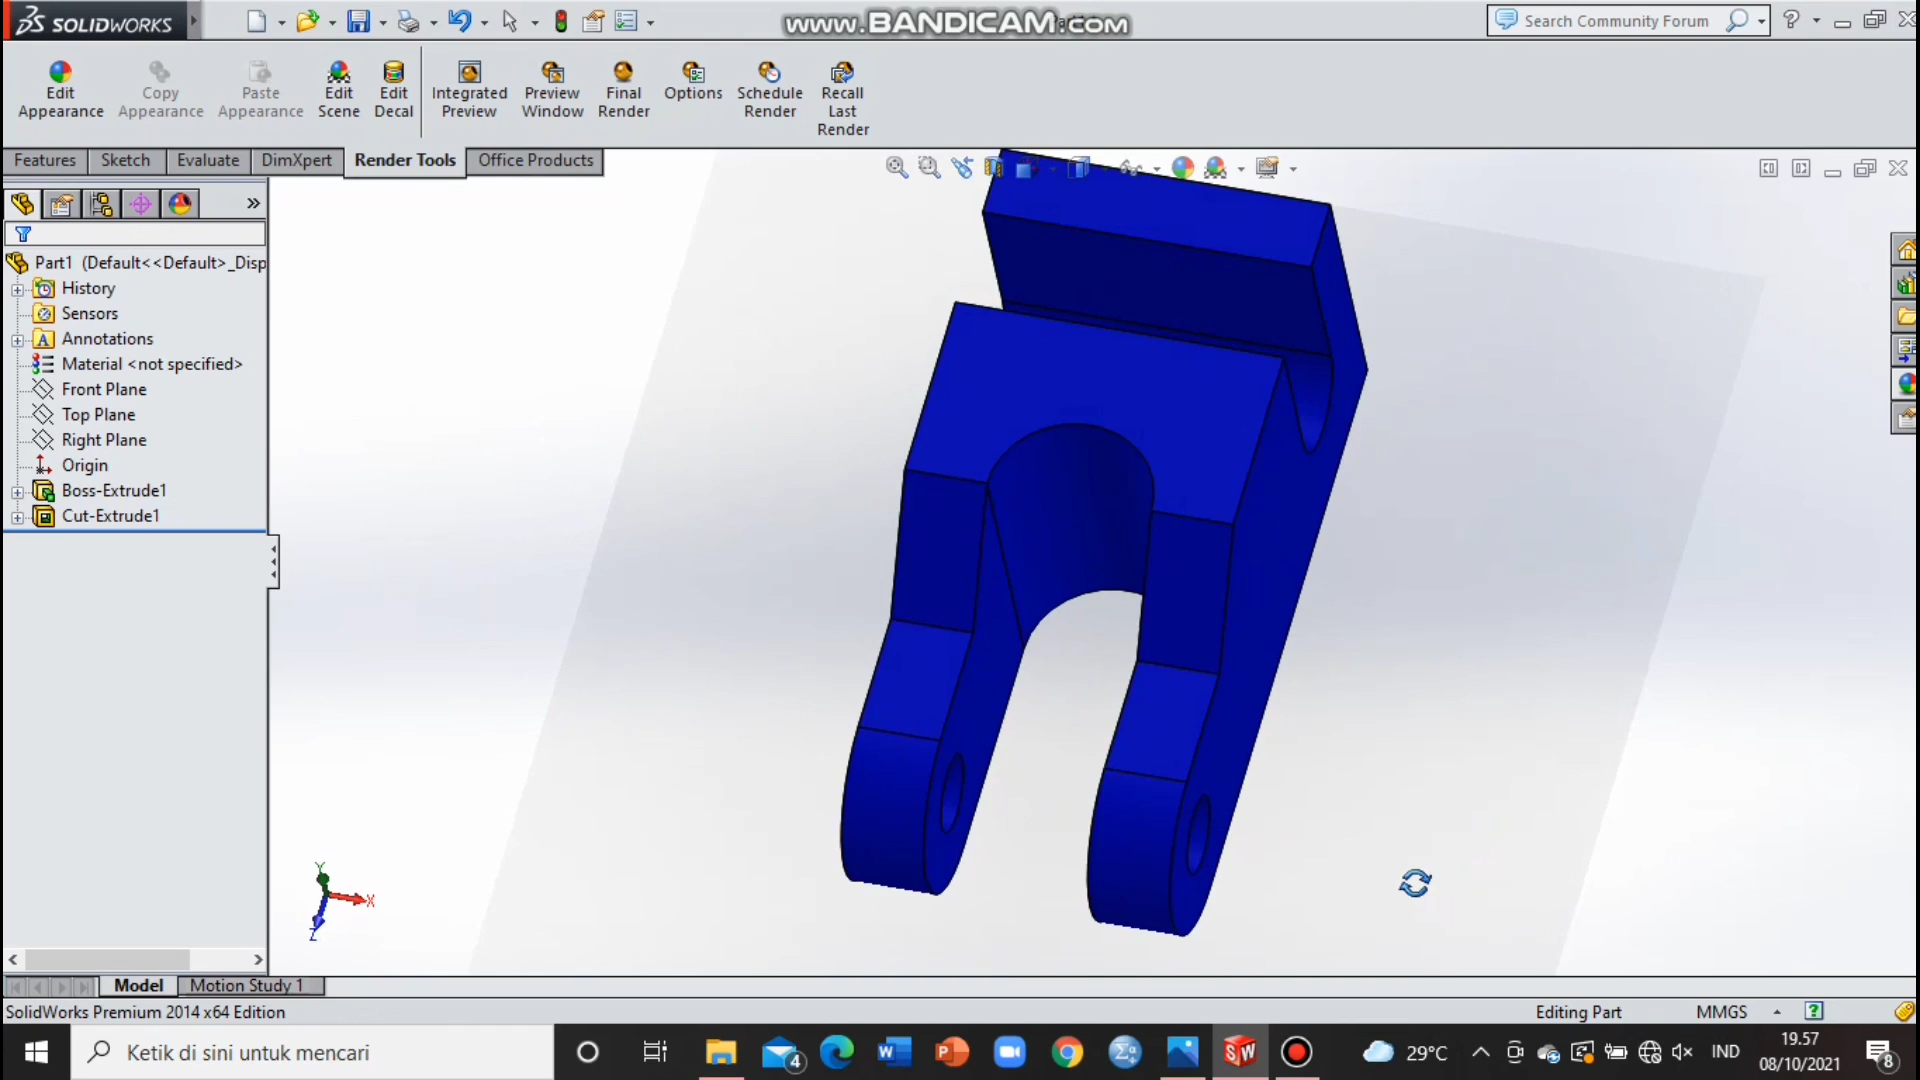 SOLIDWORKS
www.BANDICAM.com
Search Community Forum
Edit Appearance
Copy Appearance
Paste Appearance
Edit Scene
Edit Decal
Integrated Preview
Preview Window
Final Render
Options
Schedule Render
Recall Last Render
Features
Sketch
Evaluate
DimXpert
Render Tools
Office Products
Part1 (Default<<Default>_Disp
History
Sensors
Annotations
Material <not specified>
Front Plane
Top Plane
Right Plane
Origin
Boss-Extrude1
Cut-Extrude1
Y
X
Z
Model
Motion Study 1
SolidWorks Premium 2014 x64 Edition
Editing Part
MMGS
Ketik di sini untuk mencari
4
29°C
IND
19.57
08/10/2021
8